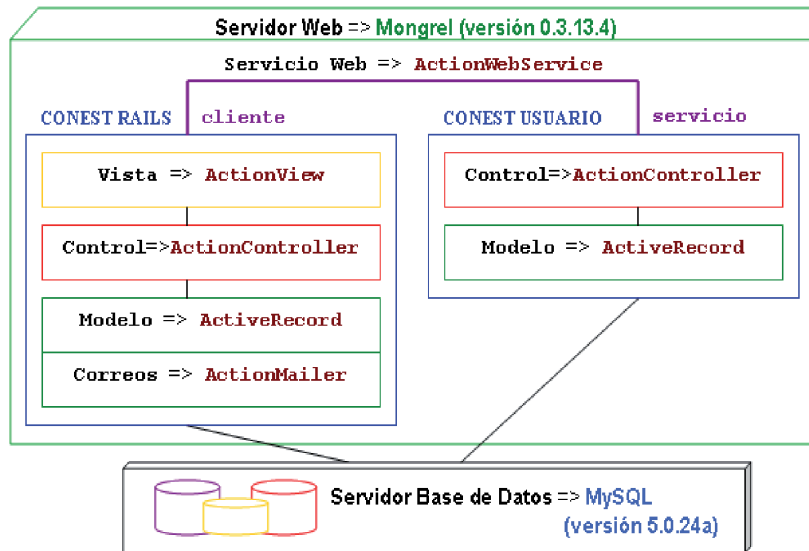 Servidor Web => Mongrel (versión 0.3.13.4)
Servicio Web => ActionWebService
CONEST RAILS
cliente
CONEST USUARIO
servicio
Vista => ActionView
Control=>ActionController
Modelo => ActiveRecord
Correos => ActionMailer
Control=>ActionController
Modelo => ActiveRecord
Servidor Base de Datos => MySQL
(versión 5.0.24a)